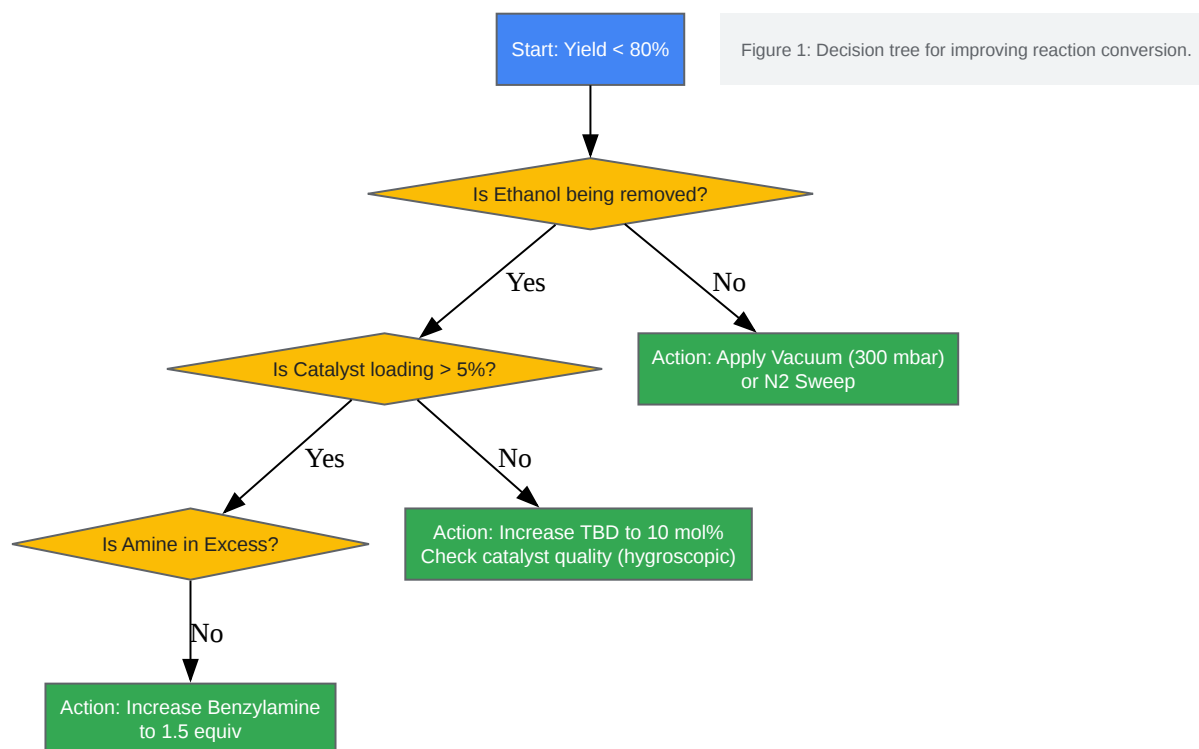 Start: Yield < 80%
Figure 1: Decision tree for improving reaction conversion.
Is Ethanol being removed?
Yes
No
Is Catalyst loading > 5%?
Action: Apply Vacuum (300 mbar)
or N2 Sweep
Yes
No
Is Amine in Excess?
Action: Increase TBD to 10 mol%
Check catalyst quality (hygroscopic)
No
Action: Increase Benzylamine
to 1.5 equiv